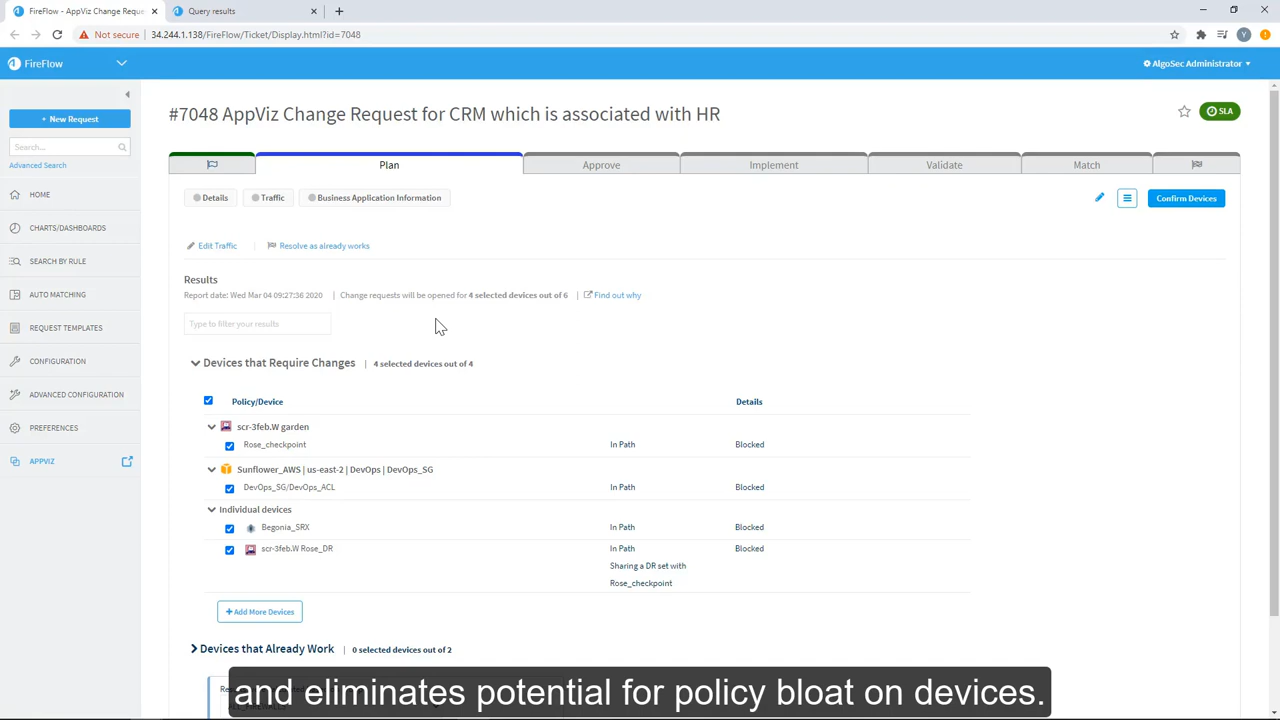 FireFlow - AppViz Change Reques
Query results
Not secure
34.244.1.138/FireFlow/Ticket/Display.html?id=7048
Y
FireFlow
AlgoSec Administrator
+ New Request
Search...
Advanced Search
HOME
CHARTS/DASHBOARDS
SEARCH BY RULE
AUTO MATCHING
REQUEST TEMPLATES
CONFIGURATION
ADVANCED CONFIGURATION
PREFERENCES
APPVIZ
#7048 AppViz Change Request for CRM which is associated with HR
SLA
Plan
Approve
Implement
Validate
Match
Details
Traffic
Business Application Information
Confirm Devices
Edit Traffic
Resolve as already works
Results
Report date: Wed Mar 04 09:27:36 2020 | Change requests will be opened for 4 selected devices out of 6 | Find out why
Type to filter your results
Devices that Require Changes | 4 selected devices out of 4
Policy/Device Details
scr-3feb.W garden
Rose_checkpoint In Path Blocked
Sunflower_AWS | us-east-2 | DevOps | DevOps_SG
DevOps_SG/DevOps_ACL In Path Blocked
Individual devices
Begonia_SRX In Path Blocked
scr-3feb.W Rose_DR In Path Blocked
Sharing a DR set with
Rose_checkpoint
+ Add More Devices
Devices that Already Work | 0 selected devices out of 2
and eliminates potential for policy bloat on devices.